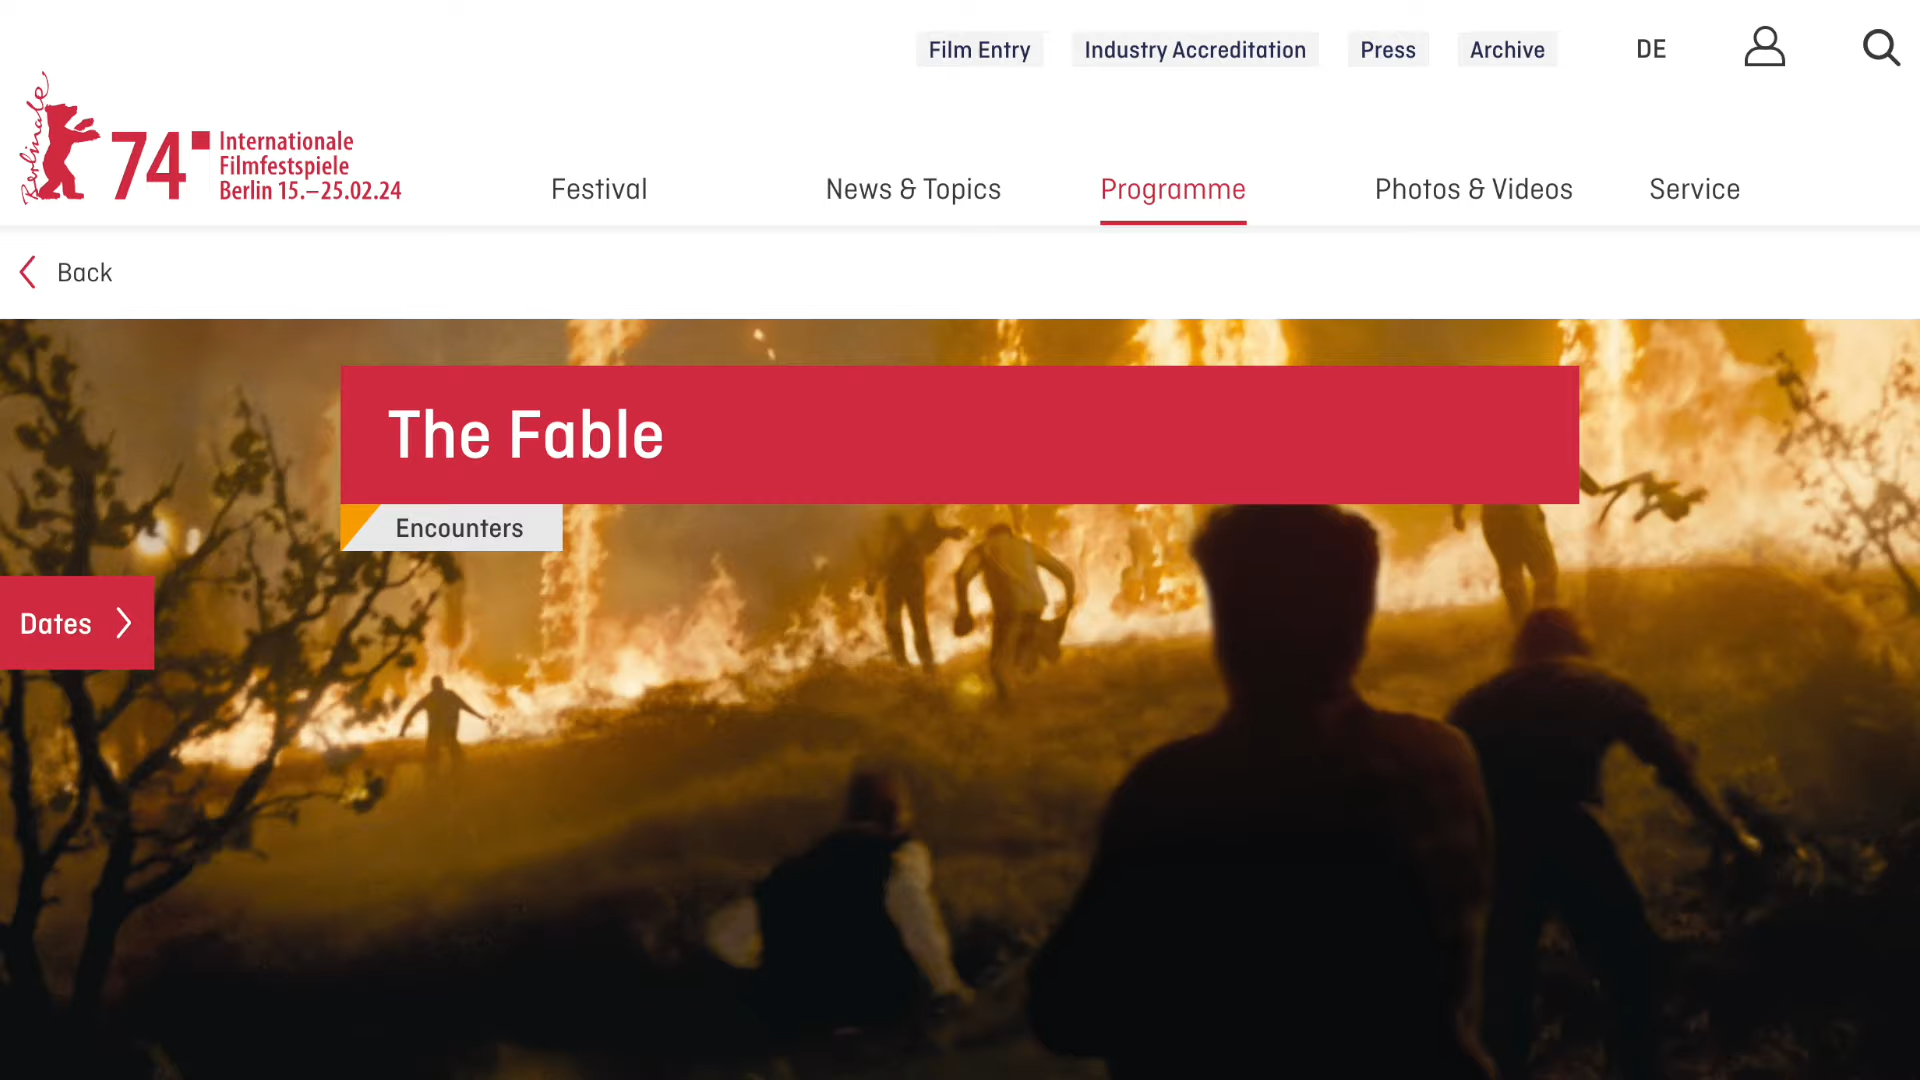 Film Entry
Industry Accreditation
Press
Archive
DE
Berlinale
74
Internationale
Filmfestspiele
Berlin 15.–25.02.24
Festival
News & Topics
Programme
Photos & Videos
Service
Back
The Fable
Encounters
Dates